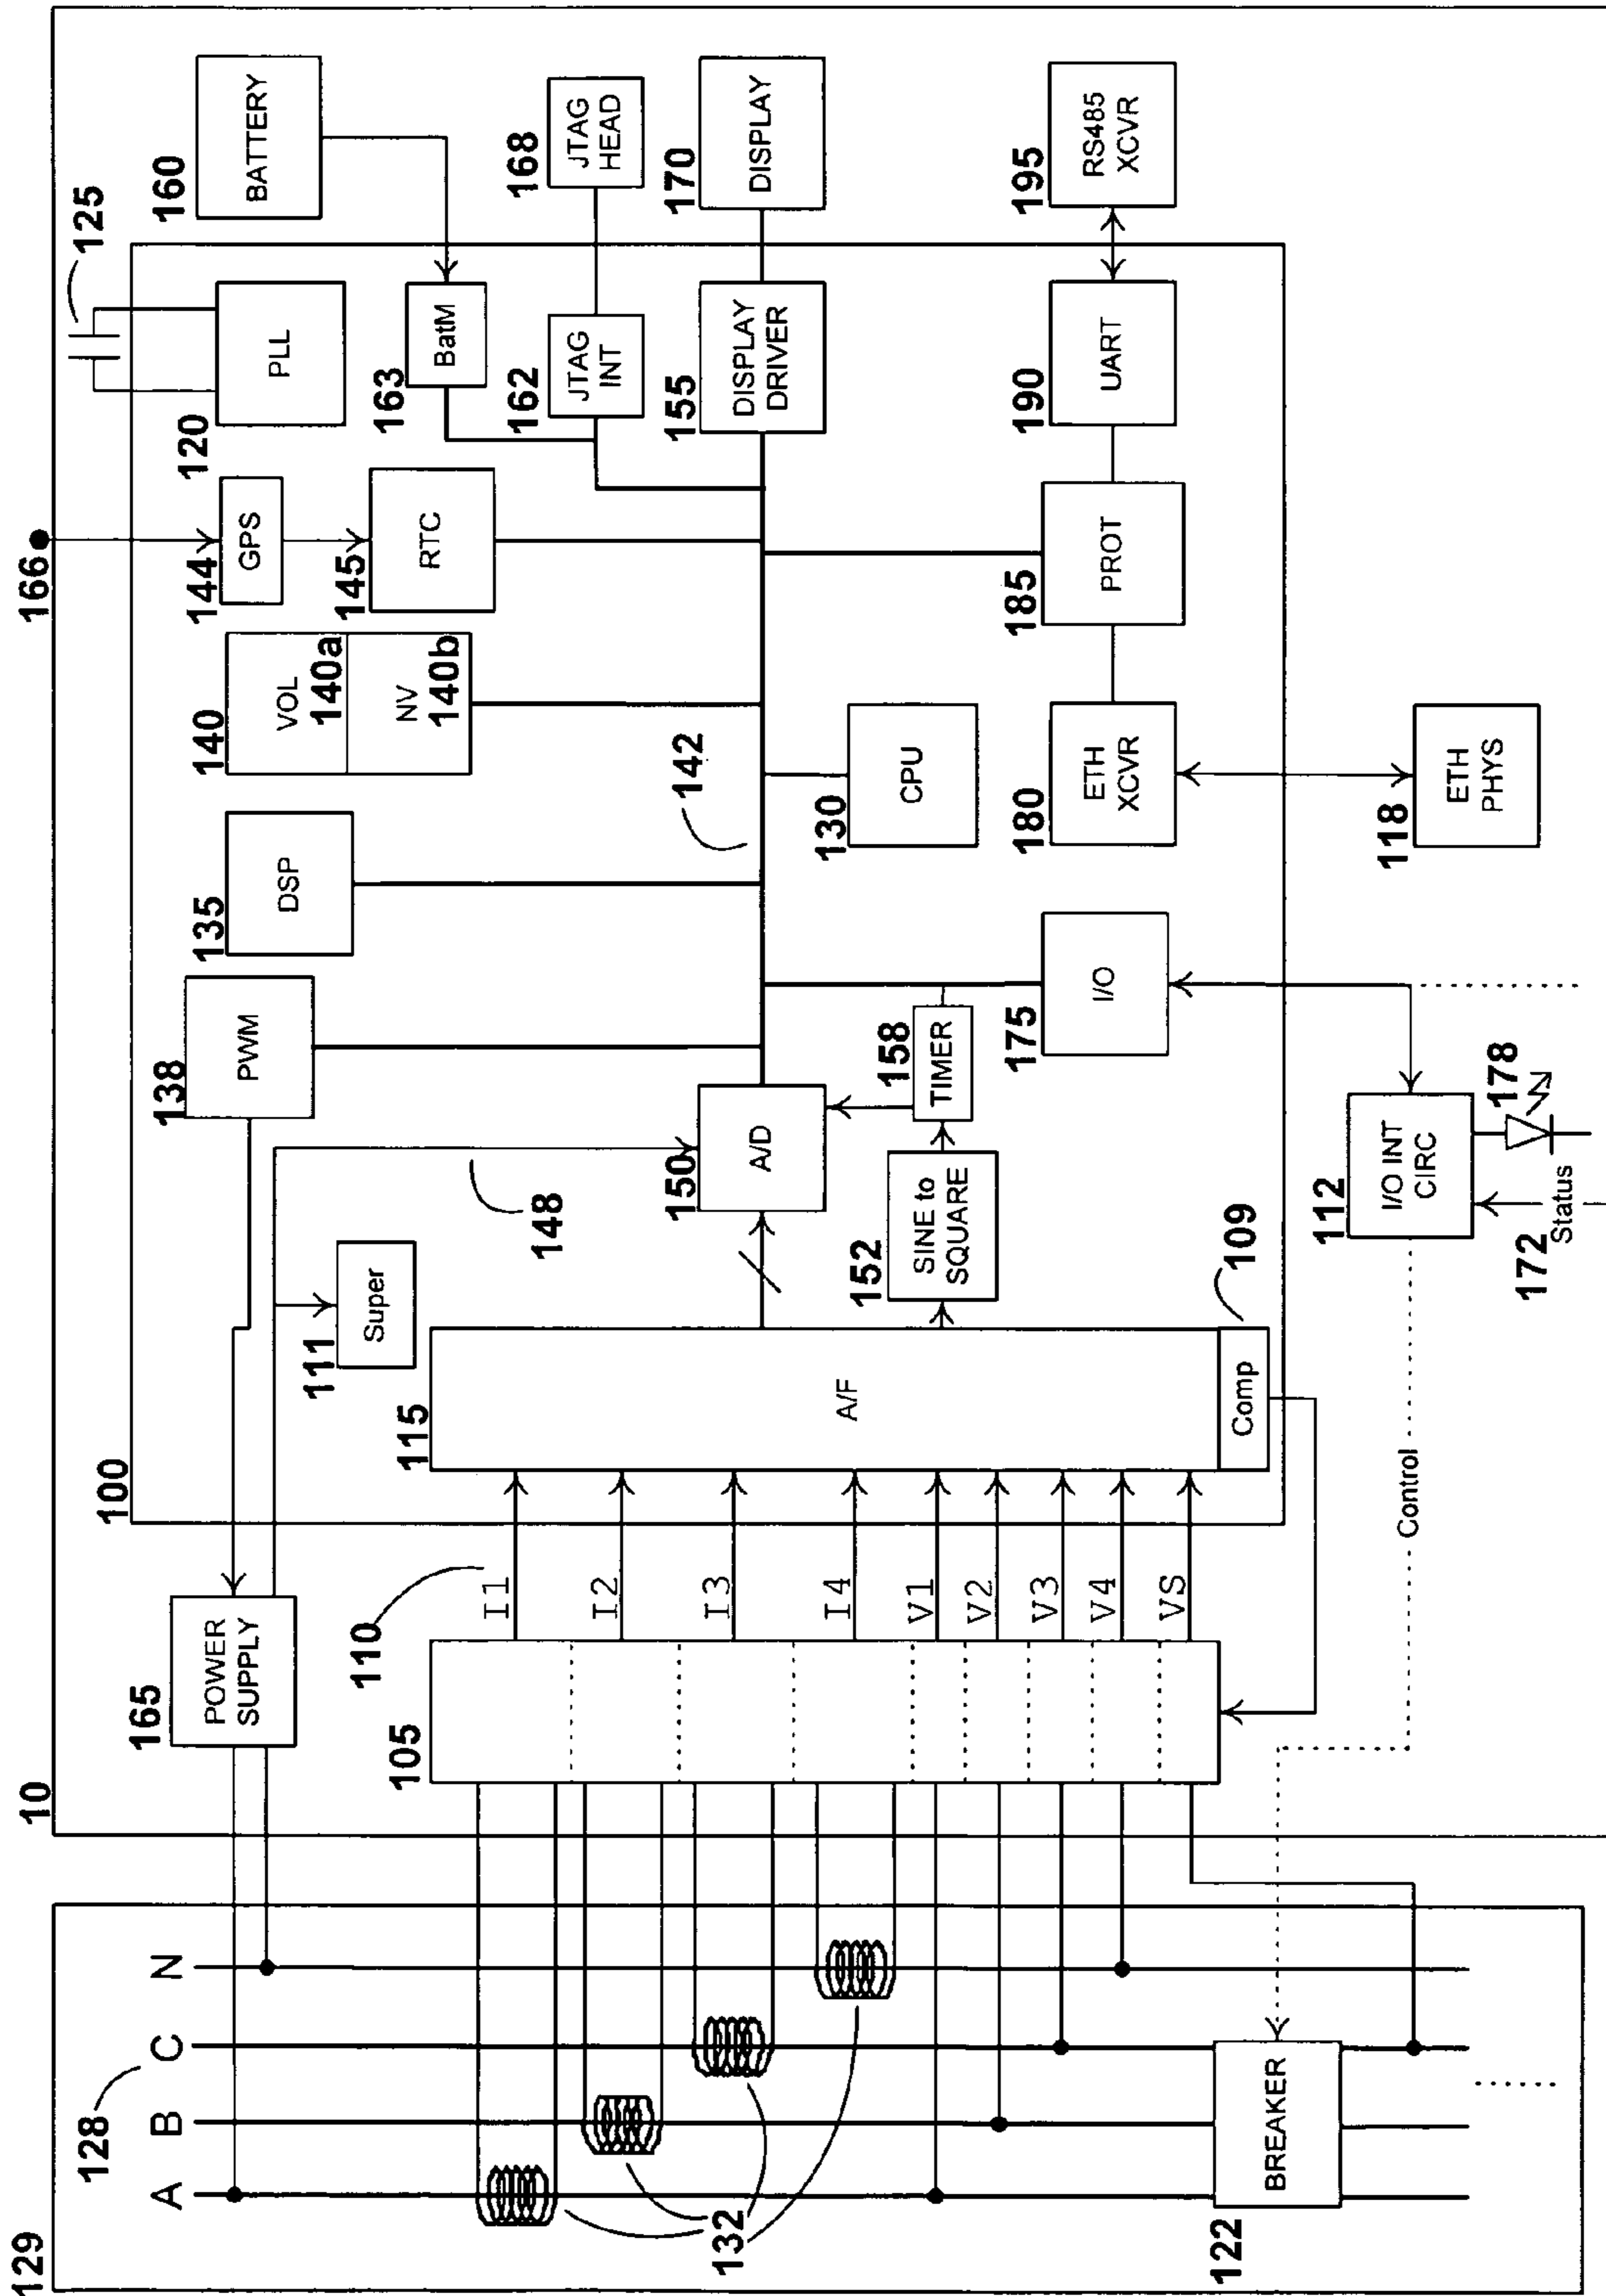 129
128
A
B
C
N
132
BREAKER
122
10
165
POWER
SUPPLY
105
110
I1
I2
I3
I4
V1
V2
V3
V4
VS
Control
100
115
A/F
Comp
109
111
Super
148
138
PWM
150
A/D
152
SINE to
SQUARE
158
TIMER
135
DSP
142
140
VOL
140a
NV
140b
166
144
GPS
145
RTC
120
PLL
125
160
BATTERY
163
BatM
162
JTAG
INT
168
JTAG
HEAD
155
DISPLAY
DRIVER
170
DISPLAY
130
CPU
175
I/O
180
ETH
XCVR
185
PROT
190
UART
195
RS485
XCVR
118
ETH
PHYS
112
I/O INT
CIRC
178
172
Status